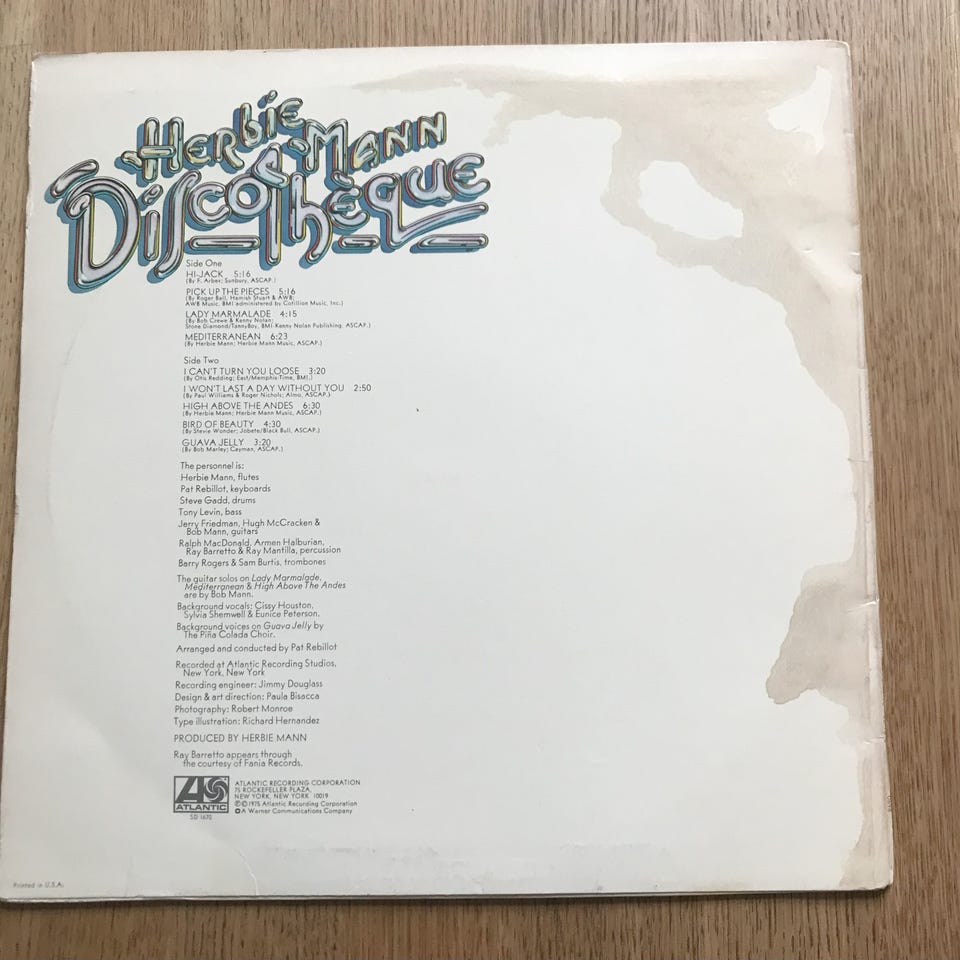 Herbie Mann
Discothèque
Side One
HI-JACK 5:16
(By F. Arbex; Sunbury, ASCAP.)
PICK UP THE PIECES 5:16
(By Roger Ball, Hamish Stuart & AWB;
AWB Music, BMI administered by Cotillion Music, Inc.)
LADY MARMALADE 4:15
(By Bob Crewe & Kenny Nolan;
Stone Diamond/TannyBoy, BMI-Kenny Nolan Publishing, ASCAP.)
MEDITERRANEAN 6:23
(By Herbie Mann; Herbie Mann Music, ASCAP.)
Side Two
I CAN'T TURN YOU LOOSE 3:20
(By Otis Redding; East/Memphis-Time, BMI.)
I WON'T LAST A DAY WITHOUT YOU 2:50
(By Paul Williams & Roger Nichols; Almo, ASCAP.)
HIGH ABOVE THE ANDES 6:30
(By Herbie Mann; Herbie Mann Music, ASCAP.)
BIRD OF BEAUTY 4:30
(By Stevie Wonder; Jobete/Black Bull, ASCAP.)
GUAVA JELLY 3:20
(By Bob Marley; Cayman, ASCAP.)
The personnel is:
Herbie Mann, flutes
Pat Rebillot, keyboards
Steve Gadd, drums
Tony Levin, bass
Jerry Friedman, Hugh McCracken &
Bob Mann, guitars
Ralph MacDonald, Armen Halburian,
Ray Barretto & Ray Mantilla, percussion
Barry Rogers & Sam Burtis, trombones
The guitar solos on Lady Marmalade,
Mediterranean & High Above The Andes
are by Bob Mann.
Background vocals: Cissy Houston,
Sylvia Shemwell & Eunice Peterson.
Background voices on Guava Jelly by
The Piña Colada Choir.
Arranged and conducted by Pat Rebillot
Recorded at Atlantic Recording Studios,
New York, New York
Recording engineer: Jimmy Douglass
Design & art direction: Paula Bisacca
Photography: Robert Monroe
Type illustration: Richard Hernandez
PRODUCED BY HERBIE MANN
Ray Barretto appears through
the courtesy of Fania Records.
ATLANTIC
SD 1670
ATLANTIC RECORDING CORPORATION
75 ROCKEFELLER PLAZA,
NEW YORK, NEW YORK 10019
℗© 1975 Atlantic Recording Corporation
A Warner Communications Company
Printed in U.S.A.